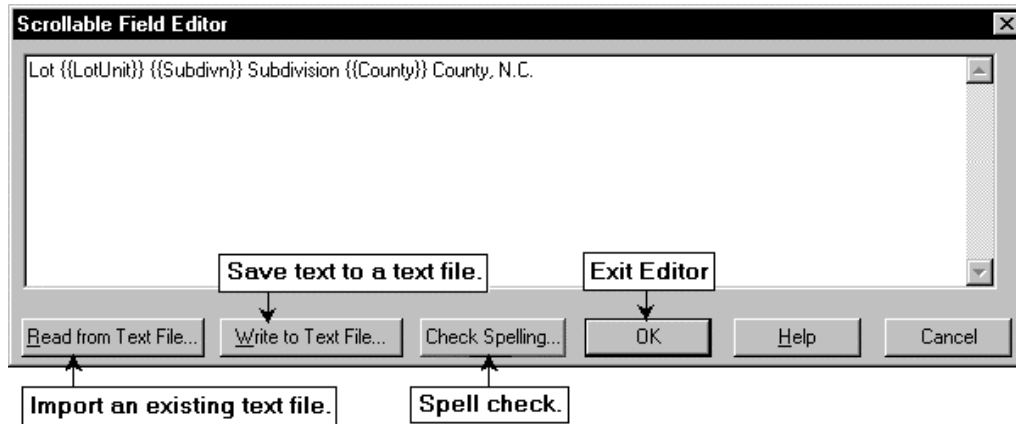 Scrollable Field Editor
Lot {{LotUnit}} {{Subdivn}} Subdivision {{County}} County, N.C.
Save text to a text file.
Exit Editor
Read from Text File...
Write to Text File...
Check Spelling...
OK
Help
Cancel
Import an existing text file.
Spell check.